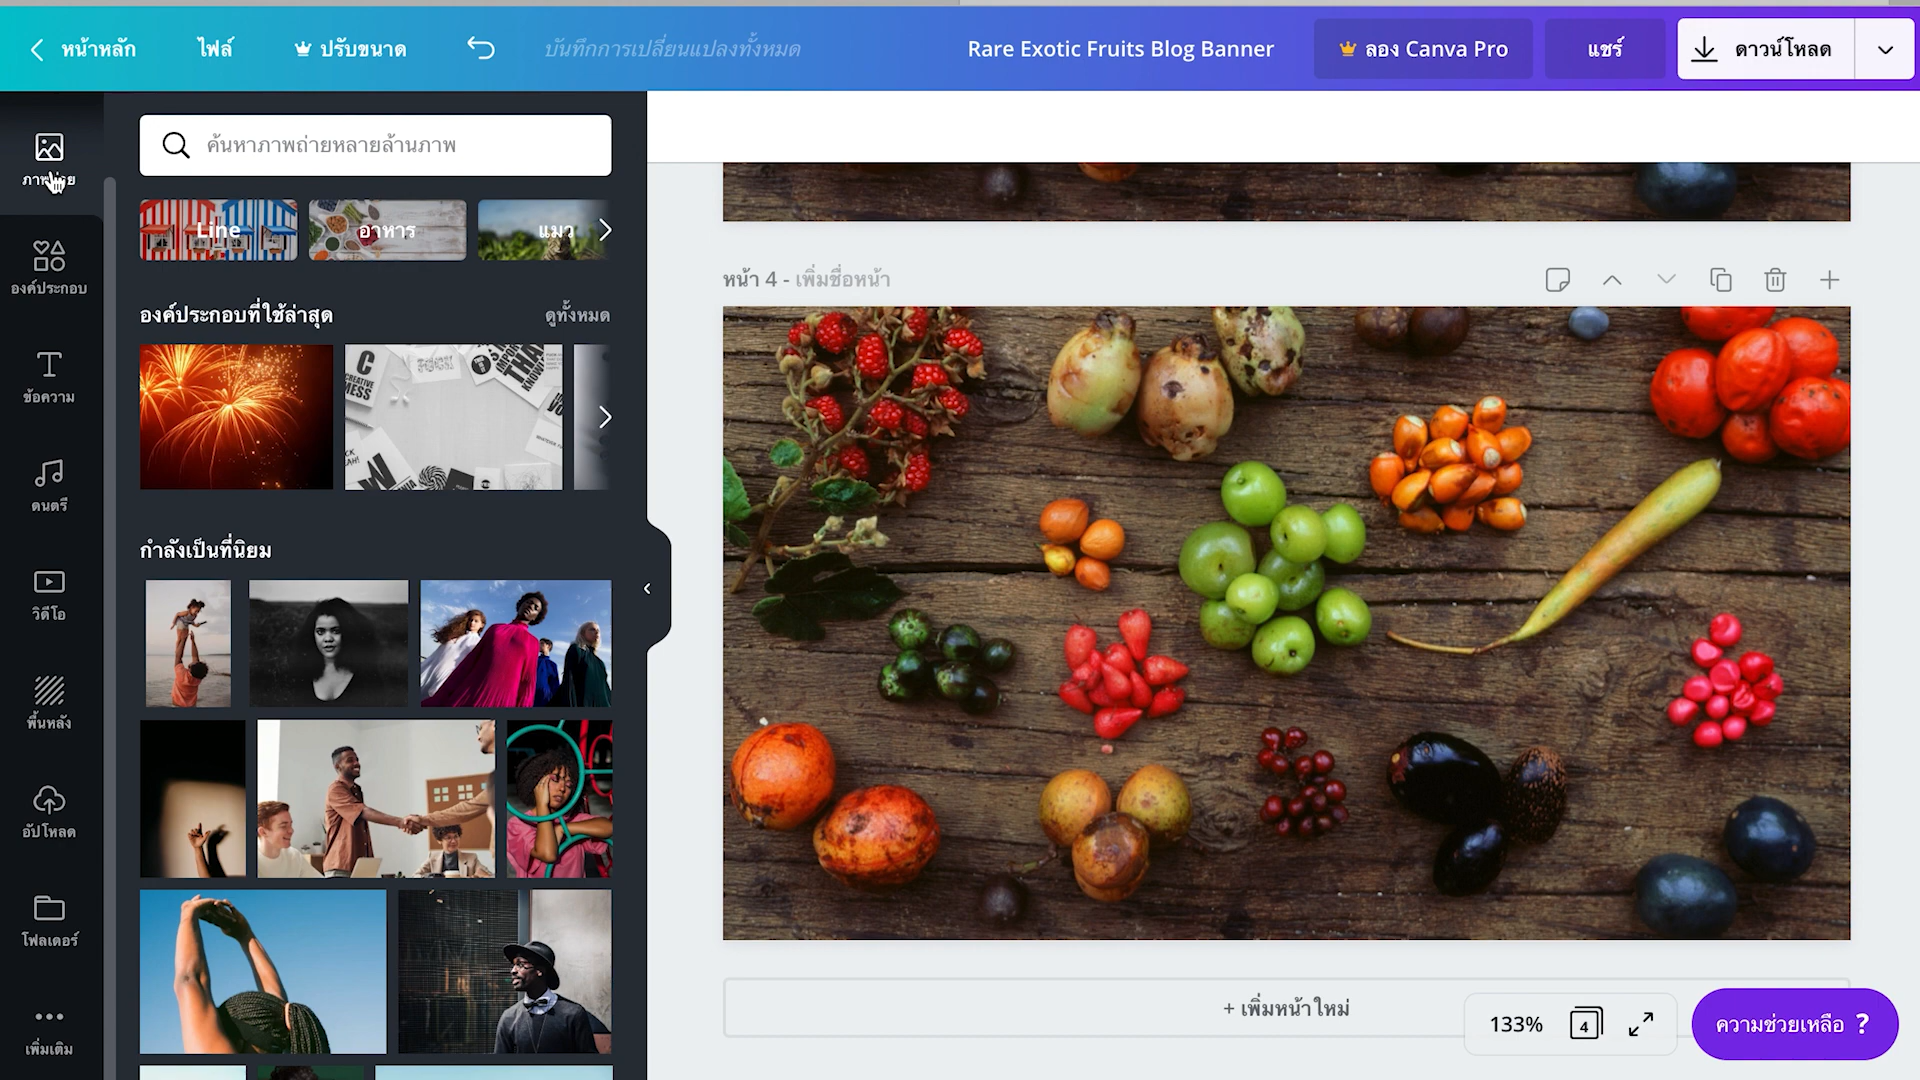 หน้าหลัก
ไฟล์
ปรับขนาด
บันทึกการเปลี่ยนแปลงทั้งหมด
Rare Exotic Fruits Blog Banner
ลอง Canva Pro
แชร์
ดาวน์โหลด
ค้นหาภาพถ่ายหลายล้านภาพ
Line
อาหาร
แมว
องค์ประกอบที่ใช้ล่าสุด
ดูทั้งหมด
C
CREATIVE
MESS
กำลังเป็นที่นิยม
องค์ประกอบ
ข้อความ
ดนตรี
วิดีโอ
พื้นหลัง
อัปโหลด
โฟลเดอร์
เพิ่มเติม
หน้า 4 - เพิ่มชื่อหน้า
+ เพิ่มหน้าใหม่
133%
4
ความช่วยเหลือ ?